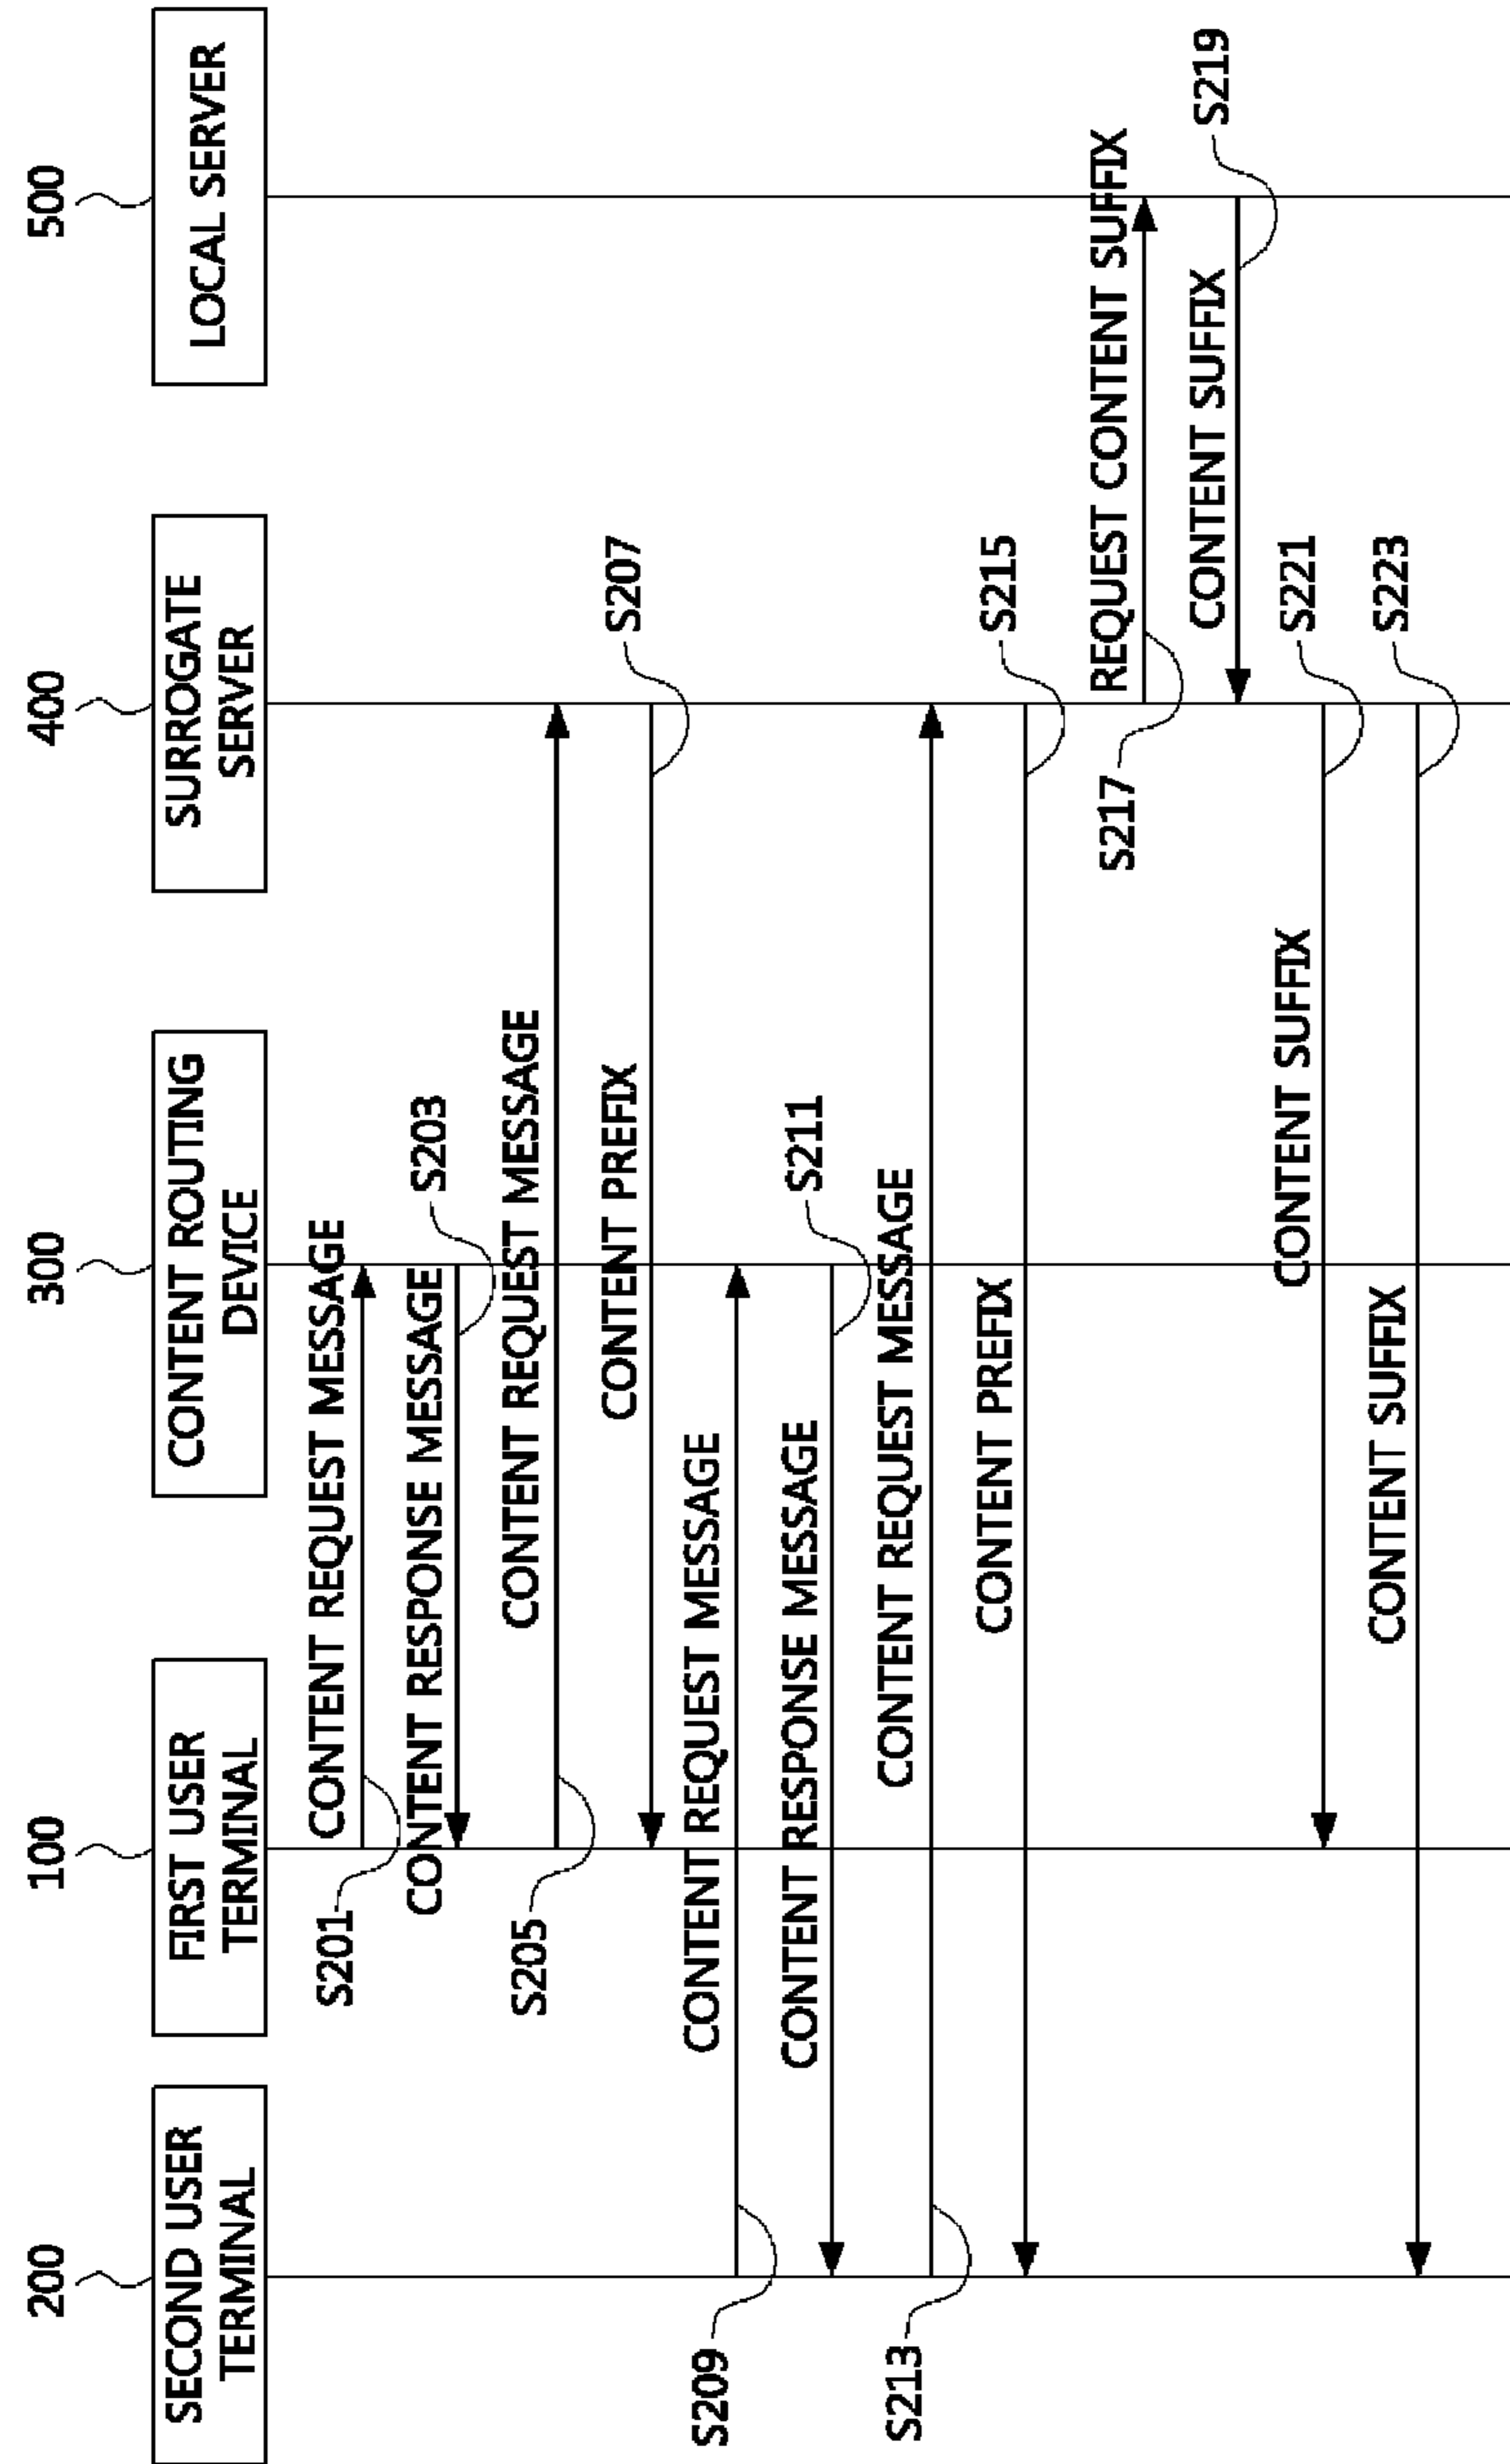 200
100
300
400
500
SECOND USER
TERMINAL
FIRST USER
TERMINAL
CONTENT ROUTING
DEVICE
SURROGATE
SERVER
LOCAL SERVER
CONTENT REQUEST MESSAGE
S201
CONTENT RESPONSE MESSAGE
S203
CONTENT REQUEST MESSAGE
S205
CONTENT PREFIX
S207
CONTENT REQUEST MESSAGE
S209
CONTENT RESPONSE MESSAGE
S211
CONTENT REQUEST MESSAGE
S213
CONTENT PREFIX
S215
REQUEST CONTENT SUFFIX
S217
CONTENT SUFFIX
S219
CONTENT SUFFIX
S221
CONTENT SUFFIX
S223